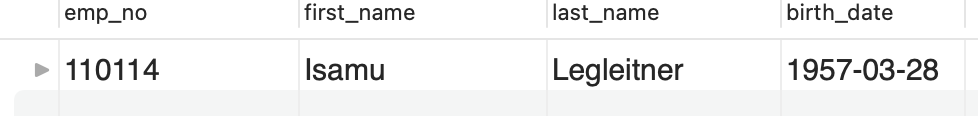 emp_no first_name last_name birth_date
110114 Isamu Legleitner 1957-03-28